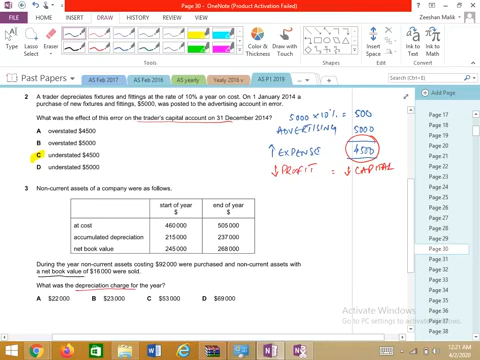 Page 30 - OneNote (Product Activation Failed)
Zeeshan Malik
FILE HOME INSERT DRAW HISTORY REVIEW VIEW
Type
Lasso Select
Eraser
Pan
Color & Thickness
Draw with Touch
Shapes
Insert Space
Tools
Past Papers
AS Feb 2017
AS Feb 2016
AS yearly
Yearly 2016 v
AS P1 2019
Add Page
2 A trader depreciates fixtures and fittings at the rate of 10% a year on cost. On 1 January 2014 a
purchase of new fixtures and fittings, $5000, was posted to the advertising account in error.
What was the effect of this error on the trader's capital account on 31 December 2014?
A overstated $4500
B overstated $5000
C understated $4500
D understated $5000
5000 x 10% = 500
ADVERTISING 5000
↑ EXPENSE 4500
↓ PROFIT = ↓ CAPITAL
3 Non-current assets of a company were as follows.
start of year $ end of year $
at cost 460 000 505 000
accumulated depreciation 215 000 237 000
net book value 245 000 268 000
During the year non-current assets costing $92 000 were purchased and non-current assets with
a net book value of $16 000 were sold.
What was the depreciation charge for the year?
A $22 000 B $23 000 C $53 000 D $69 000
Page 17
Page 18
Page 19
Page 20
Page 21
Page 22
Page 23
Page 24
Page 25
Page 26
Page 27
Page 28
Page 29
Page 30
Page 31
Page 32
Page 33
Page 34
Page 35
Page 36
Page 37
Page 38
Activate Windows
Go to PC settings to activate Windows.
12:21 AM
4/2/2020